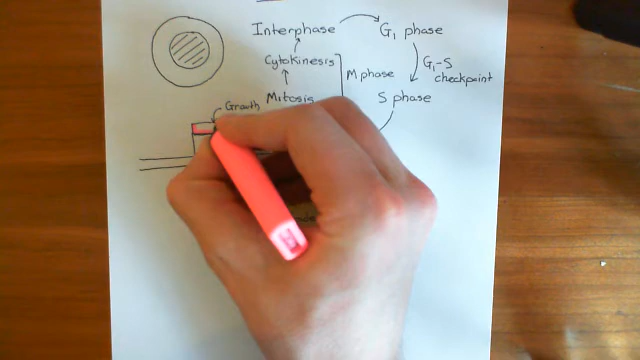 Interphase
G₁ phase
Cytokinesis
G₁-S
checkpoint
M phase
Mitosis
S phase
Growth